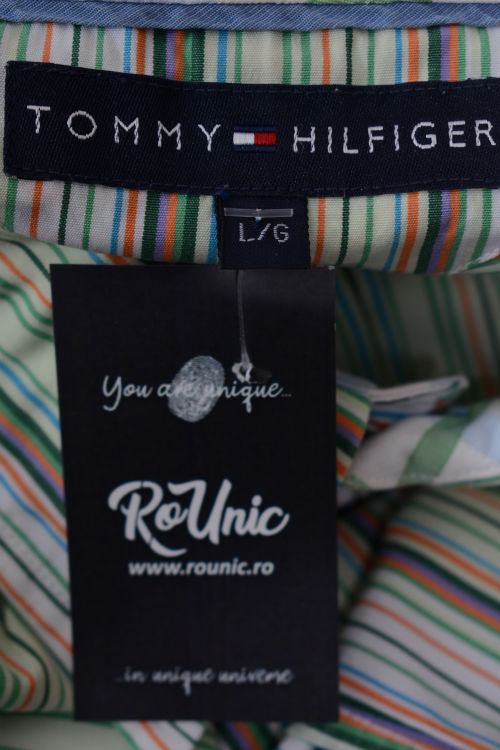 TOMMY HILFIGER
L/G
You are unique...
RoUnic
www.rounic.ro
...in unique universe